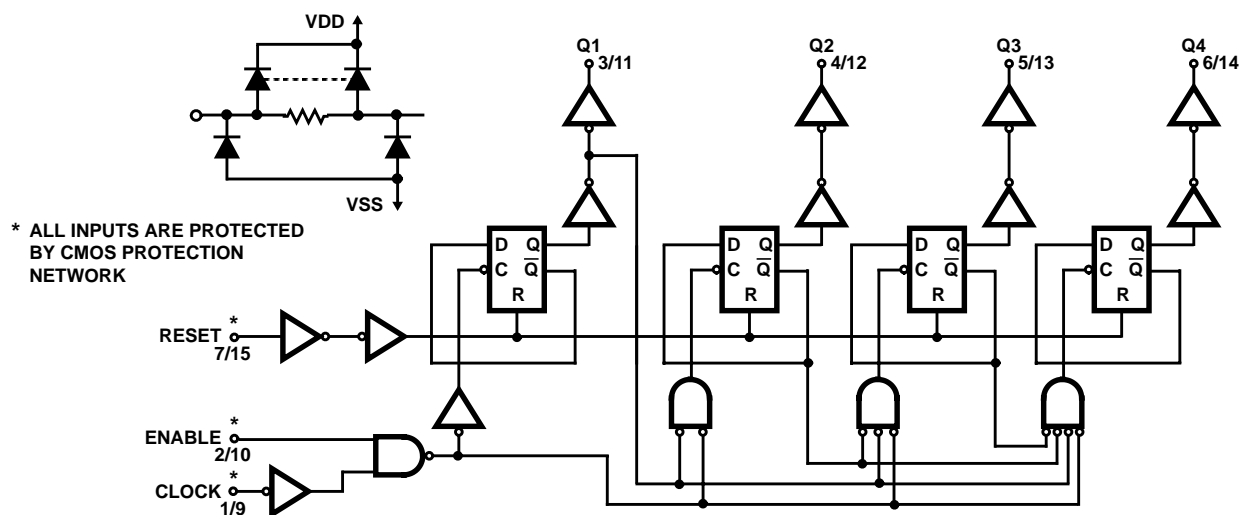 VDD
VSS
* ALL INPUTS ARE PROTECTED
BY CMOS PROTECTION
NETWORK
Q1
3/11
Q2
4/12
Q3
5/13
Q4
6/14
D Q
C Q
R
D Q
C Q
R
D Q
C Q
R
D Q
C Q
R
*
RESET
7/15
*
ENABLE
2/10
*
CLOCK
1/9